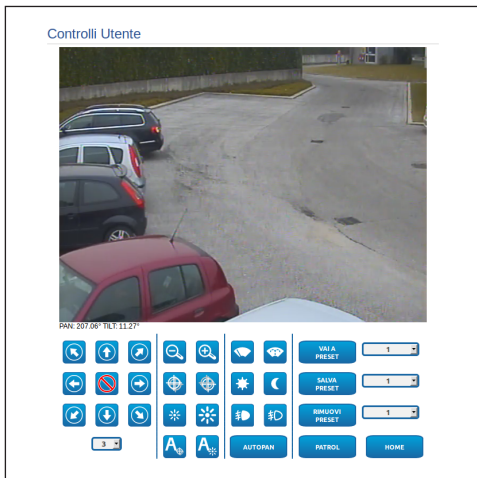 Controlli Utente
PAN: 207.06° TILT: 11.27°
VAI A
PRESET
1
SALVA
PRESET
1
RIMUOVI
PRESET
1
3
A
A
AUTOPAN
PATROL
HOME